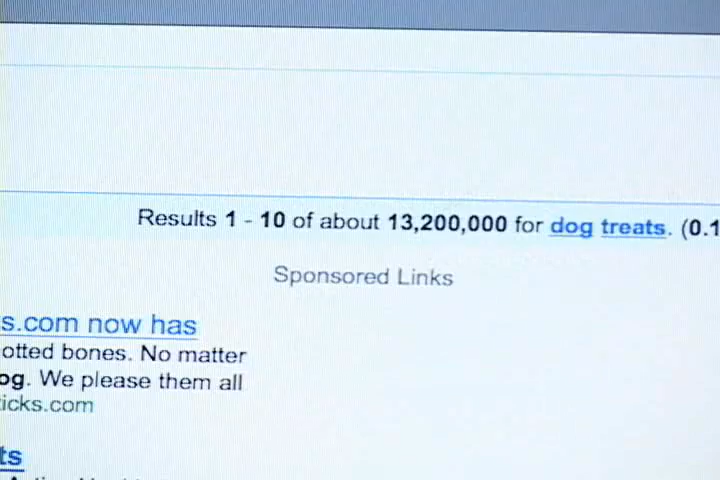 Results 1 - 10 of about 13,200,000 for dog treats. (0.1
Sponsored Links
s.com now has
otted bones. No matter
og. We please them all
icks.com
ts